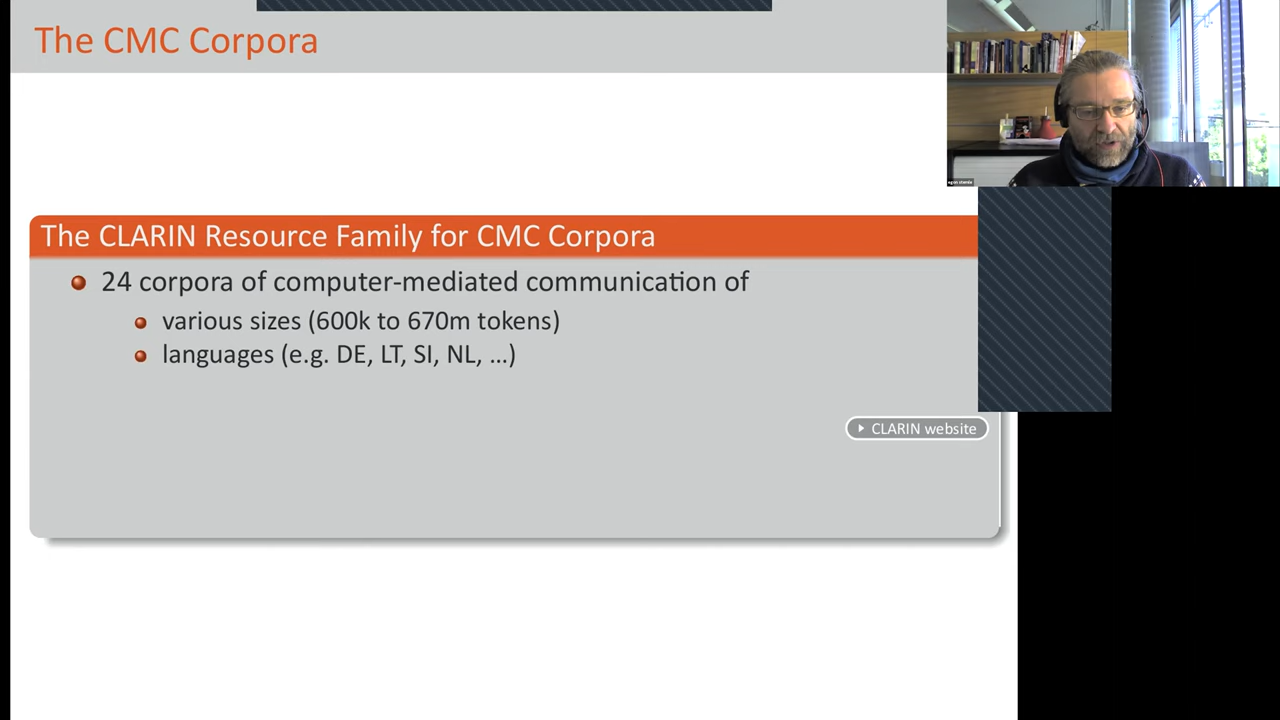 The CMC Corpora
The CLARIN Resource Family for CMC Corpora
24 corpora of computer-mediated communication of
various sizes (600k to 670m tokens)
languages (e.g. DE, LT, SI, NL, ...)
CLARIN website